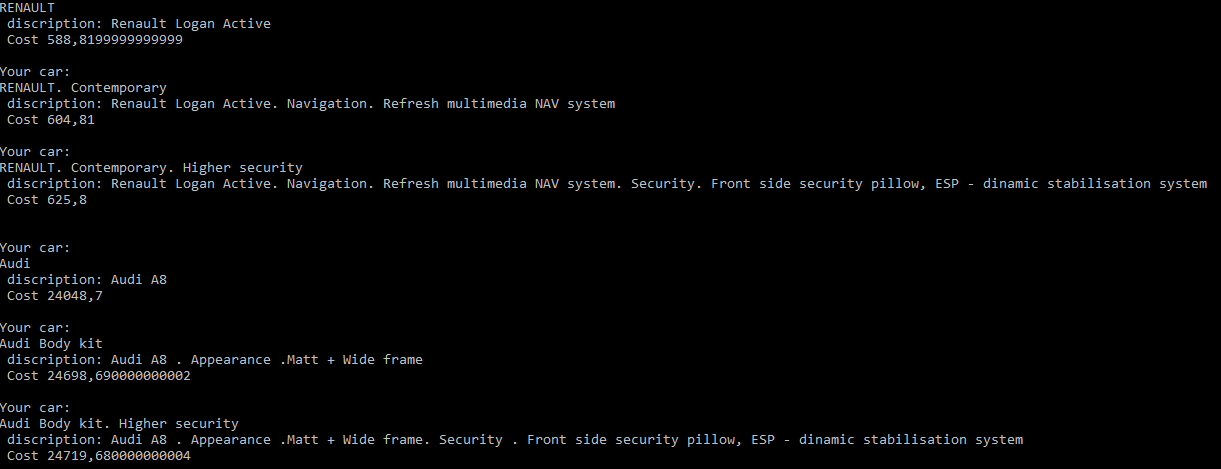 RENAULT
discription: Renault Logan Active
Cost 588,8199999999999
Your car:
RENAULT. Contemporary
discription: Renault Logan Active. Navigation. Refresh multimedia NAV system
Cost 604,81
Your car:
RENAULT. Contemporary. Higher security
discription: Renault Logan Active. Navigation. Refresh multimedia NAV system. Security. Front side security pillow, ESP - dinamic stabilisation system
Cost 625,8
Your car:
Audi
discription: Audi A8
Cost 24048,7
Your car:
Audi Body kit
discription: Audi A8 . Appearance .Matt + Wide frame
Cost 24698,690000000002
Your car:
Audi Body kit. Higher security
discription: Audi A8 . Appearance .Matt + Wide frame. Security . Front side security pillow, ESP - dinamic stabilisation system
Cost 24719,680000000004